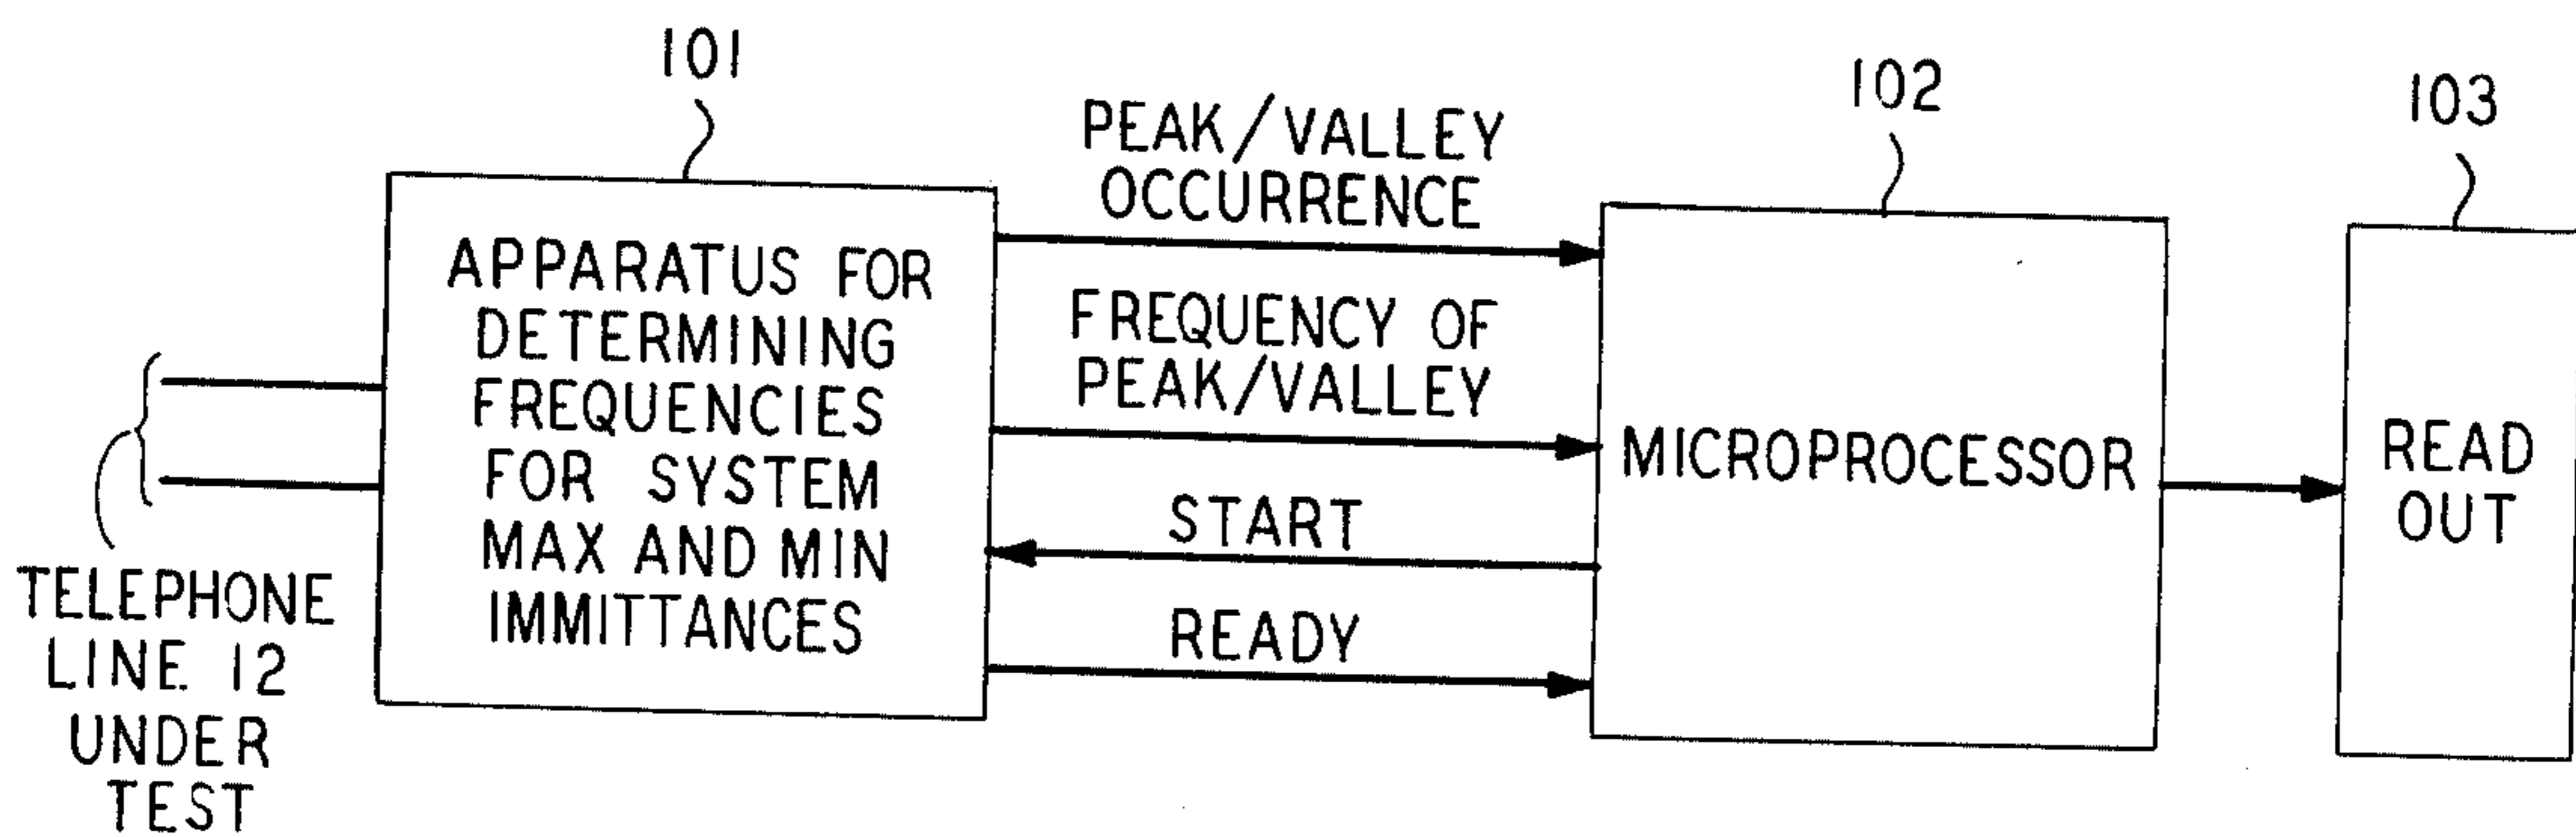 101
102
103
PEAK/VALLEY
OCCURRENCE
APPARATUS FOR
DETERMINING
FREQUENCIES
FOR SYSTEM
MAX AND MIN
IMMITTANCES
FREQUENCY OF
PEAK/VALLEY
START
READY
MICROPROCESSOR
READ
OUT
TELEPHONE
LINE 12
UNDER
TEST